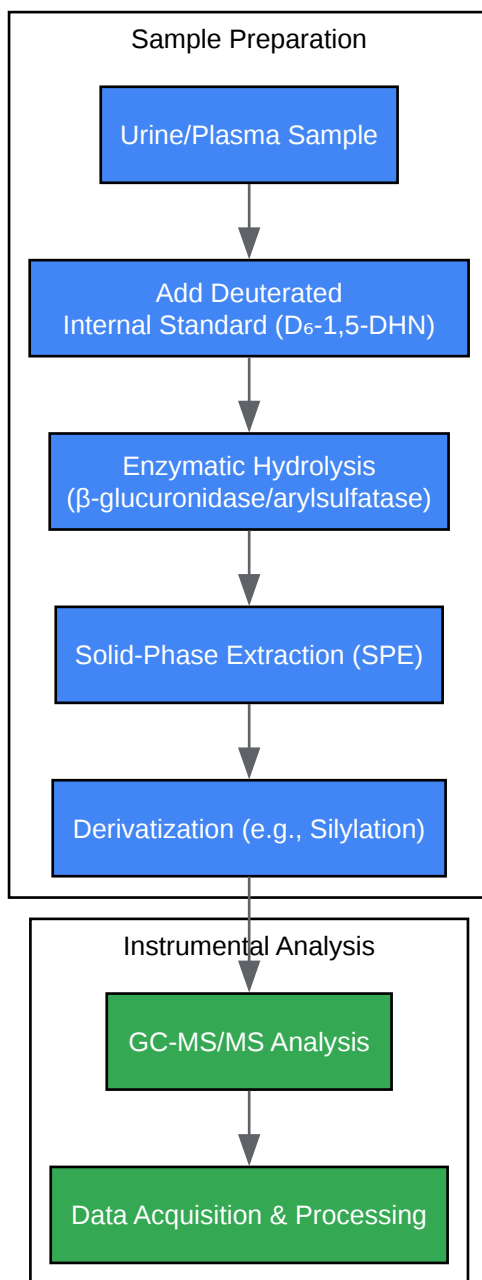 Sample Preparation
Urine/Plasma Sample
Add Deuterated
Internal Standard (D₆-1,5-DHN)
Enzymatic Hydrolysis
(β-glucuronidase/arylsulfatase)
Solid-Phase Extraction (SPE)
Derivatization (e.g., Silylation)
Instrumental Analysis
GC-MS/MS Analysis
Data Acquisition & Processing